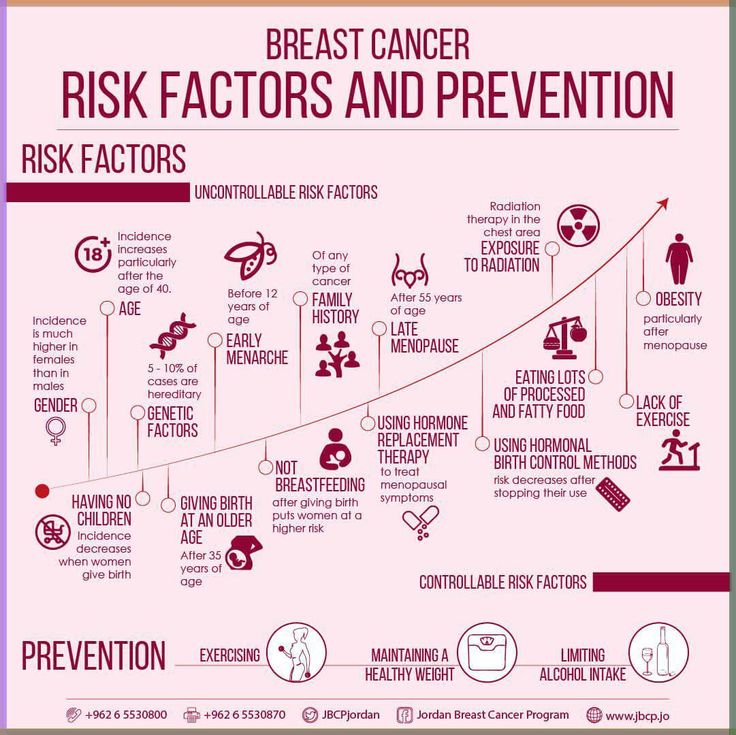 BREAST CANCER
RISK FACTORS AND PREVENTION
RISK FACTORS
UNCONTROLLABLE RISK FACTORS
Incidence
is much
higher in
females
than in
males
GENDER
18+
Incidence
increases
particularly
after the
age of 40.
AGE
5 - 10% of
cases are
hereditary
GENETIC
FACTORS
Before 12
years of
age
EARLY
MENARCHE
Of any
type of
cancer
FAMILY
HISTORY
After 55 years
of age
LATE
MENOPAUSE
Radiation
therapy in the
chest area
EXPOSURE
TO RADIATION
HAVING NO
CHILDREN
Incidence
decreases
when women
give birth
GIVING BIRTH
AT AN OLDER
AGE
After 35
years of
age
NOT
BREASTFEEDING
after giving birth
puts women at a
higher risk
USING HORMONE
REPLACEMENT
THERAPY
to treat
menopausal
symptoms
USING HORMONAL
BIRTH CONTROL METHODS
risk decreases after
stopping their use
EATING LOTS
OF PROCESSED
AND FATTY FOOD
LACK OF
EXERCISE
OBESITY
particularly
after
menopause
CONTROLLABLE RISK FACTORS
PREVENTION
EXERCISING
MAINTAINING A
HEALTHY WEIGHT
LIMITING
ALCOHOL INTAKE
+962 6 5530800
+962 6 5530870
JBCPjordan
Jordan Breast Cancer Program
www.jbcp.jo